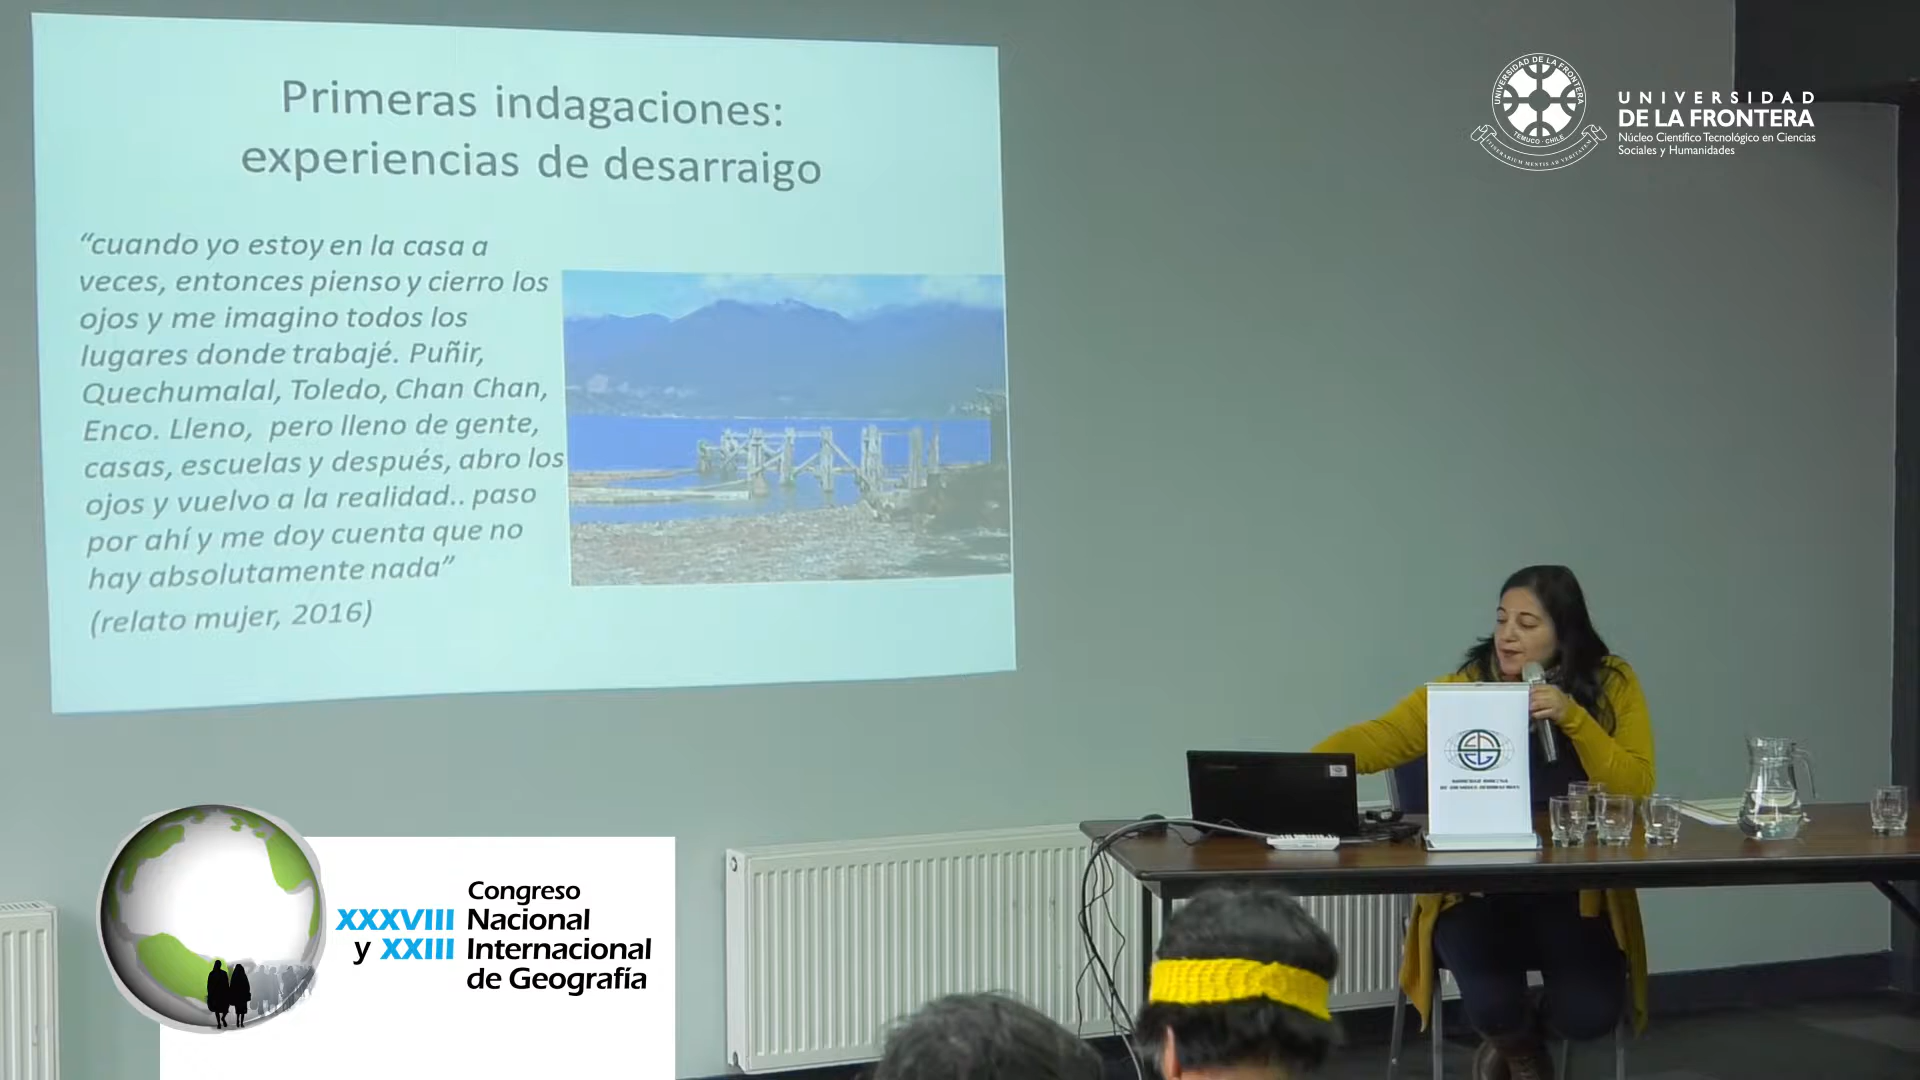 Primeras indagaciones:
experiencias de desarraigo
“cuando yo estoy en la casa a
veces, entonces pienso y cierro los
ojos y me imagino todos los
lugares donde trabajé. Puñir,
Quechumalal, Toledo, Chan Chan,
Enco. Lleno, pero lleno de gente,
casas, escuelas y después, abro los
ojos y vuelvo a la realidad.. paso
por ahí y me doy cuenta que no
hay absolutamente nada”
(relato mujer, 2016)
UNIVERSIDAD DE LA FRONTERA
TEMUCO - CHILE
UNIVERSIDAD
DE LA FRONTERA
Núcleo Científico Tecnológico en Ciencias
Sociales y Humanidades
Congreso
XXXVIII Nacional
y XXIII Internacional
de Geografía